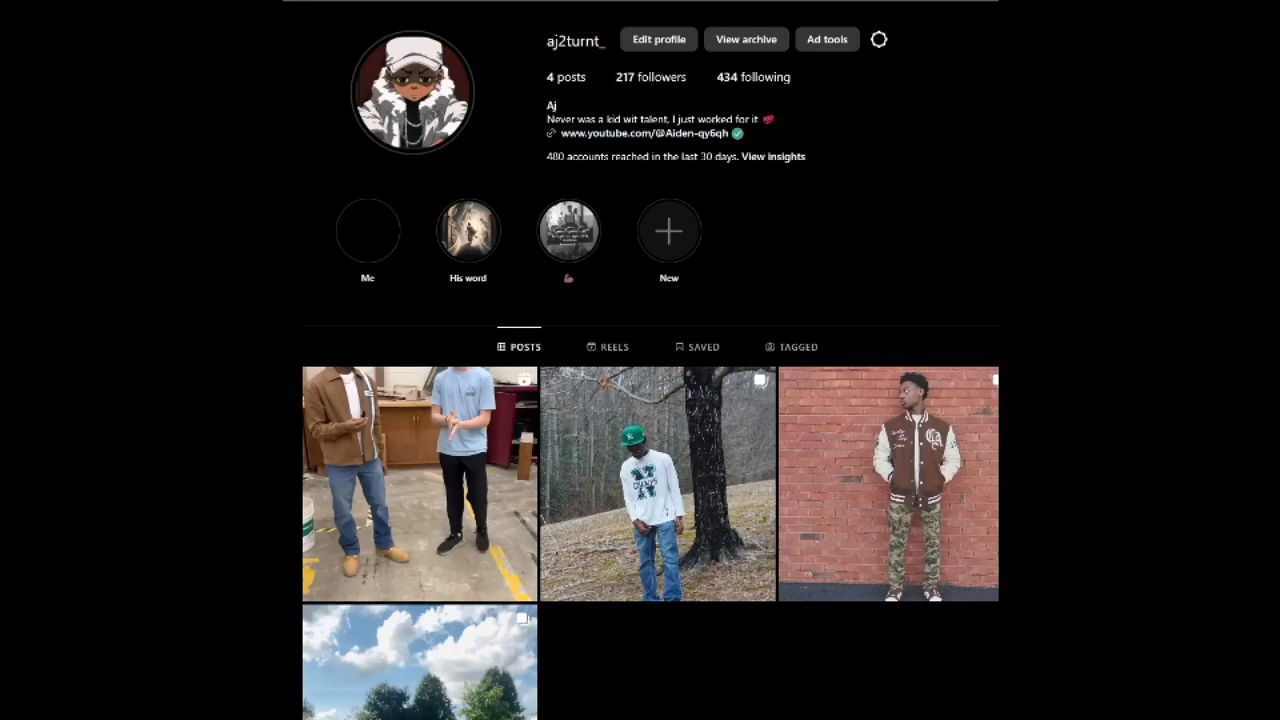 aj2turnt_ Edit profile View archive Ad tools
4 posts 217 followers 434 following
Aj
Never was a kid wit talent, I just worked for it 💯
www.youtube.com/@Aiden-qy6qh ✅
480 accounts reached in the last 30 days. View insights
Me His word 🦾 New
POSTS REELS SAVED TAGGED
CHAMPS